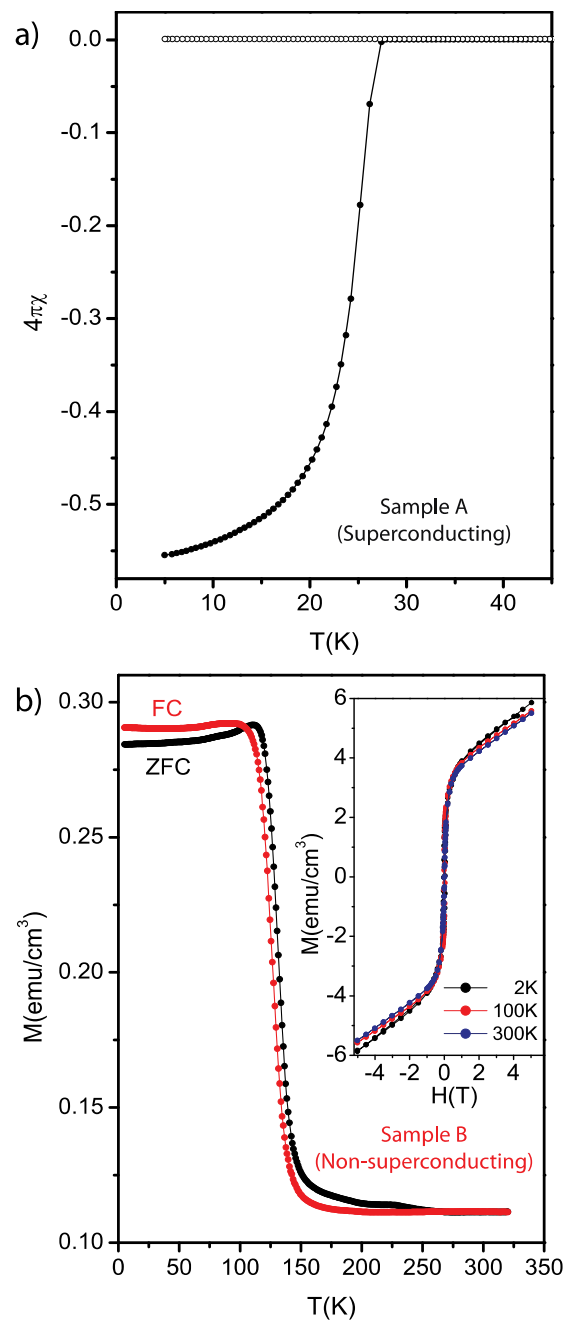 a)
0.0
-0.1
-0.2
-0.3
-0.4
-0.5
4πχ
Sample A
(Superconducting)
0 10 20 30 40
T(K)
b)
0.30
0.25
0.20
0.15
0.10
M(emu/cm³)
FC
ZFC
6
4
2
0
-2
-4
-6
M(emu/cm³)
2K
100K
300K
-4 -2 0 2 4
H(T)
Sample B
(Non-superconducting)
0 50 100 150 200 250 300 350
T(K)